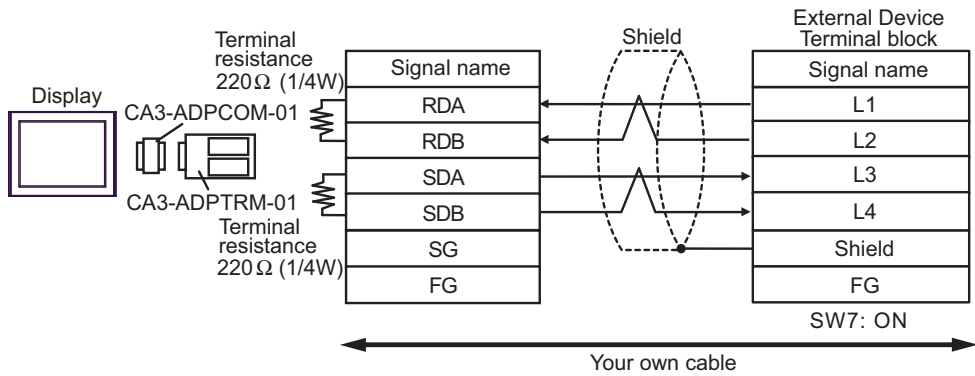 Display
CA3-ADPCOM-01
CA3-ADPTRM-01
Terminal
resistance
220Ω (1/4W)
Terminal
resistance
220Ω (1/4W)
Signal name
RDA
RDB
SDA
SDB
SG
FG
Shield
External Device
Terminal block
Signal name
L1
L2
L3
L4
Shield
FG
SW7: ON
Your own cable